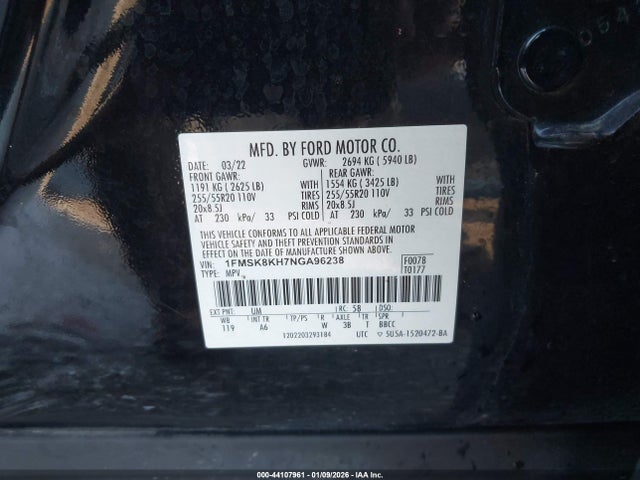 054
MFD. BY FORD MOTOR CO.
DATE: 03/22 GVWR: 2694 KG ( 5940 LB)
FRONT GAWR: REAR GAWR:
1191 KG ( 2625 LB) WITH 1554 KG ( 3425 LB) WITH
255/55R20 110V TIRES 255/55R20 110V TIRES
20x8.5J RIMS 20x8.5J RIMS
AT 230 kPa/ 33 PSI COLD AT 230 kPa/ 33 PSI COLD
THIS VEHICLE CONFORMS TO ALL APPLICABLE FEDERAL MOTOR
VEHICLE SAFETY AND THEFT PREVENTION STANDARDS IN
EFFECT ON THE DATE OF MANUFACTURE SHOWN ABOVE.
VIN: 1FMSK8KH7NGA96238 F0078
TYPE: MPV T0177
EXT PNT: UM RC: 5B DSO:
WB INT TR TP/PS R AXLE TR SPR
119 A6 W 3B T BBCC
1202203293184 UTC 5U5A-1520472-BA
000-44107961 - 01/09/2026 - IAA Inc.